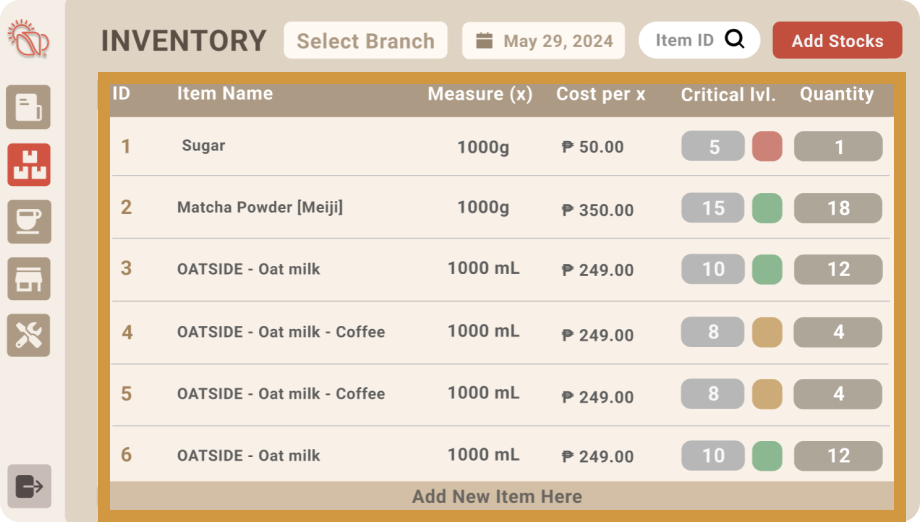 INVENTORY Select Branch May 29, 2024 Item ID Add Stocks
ID Item Name Measure (x) Cost per x Critical lvl. Quantity
1 Sugar 1000g ₱ 50.00 5 1
2 Matcha Powder [Meiji] 1000g ₱ 350.00 15 18
3 OATSIDE - Oat milk 1000 mL ₱ 249.00 10 12
4 OATSIDE - Oat milk - Coffee 1000 mL ₱ 249.00 8 4
5 OATSIDE - Oat milk - Coffee 1000 mL ₱ 249.00 8 4
6 OATSIDE - Oat milk 1000 mL ₱ 249.00 10 12
Add New Item Here